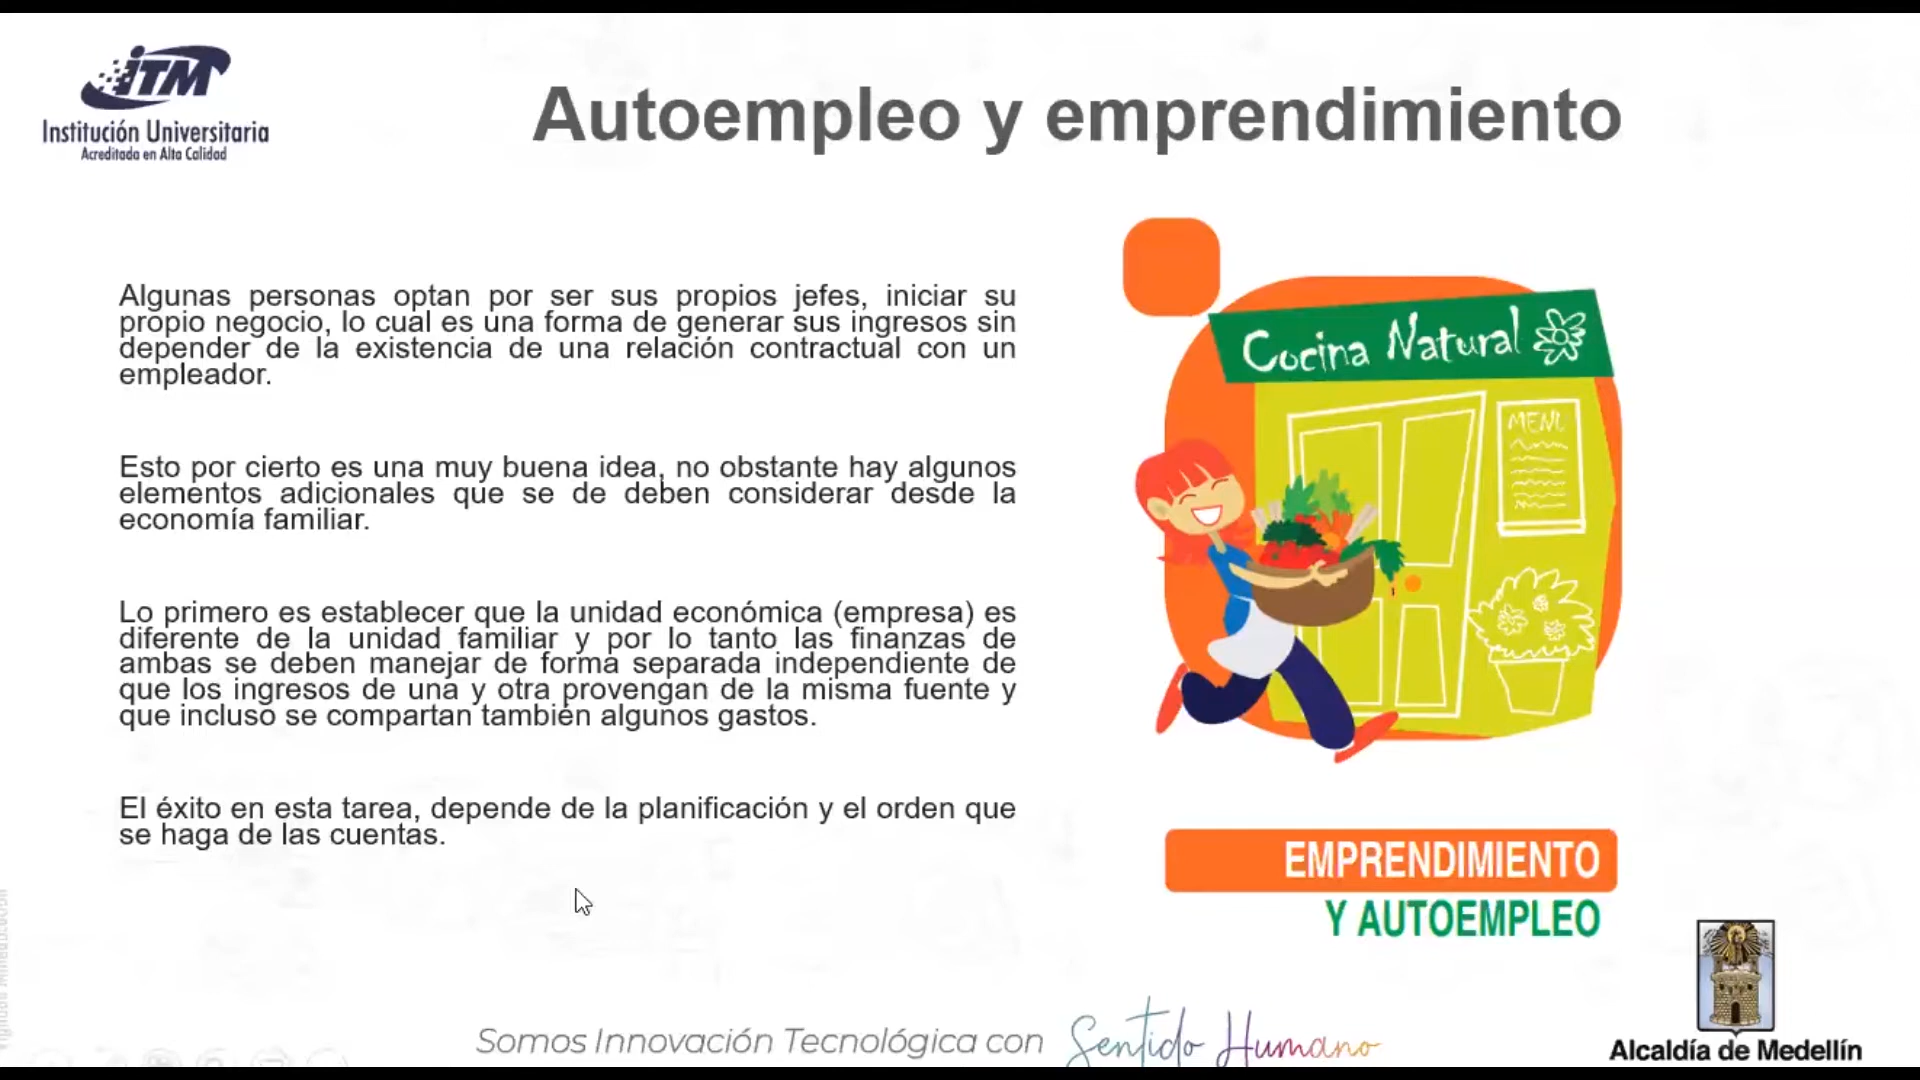 iTM
Institución Universitaria
Acreditada en Alta Calidad
Autoempleo y emprendimiento
Algunas personas optan por ser sus propios jefes, iniciar su
propio negocio, lo cual es una forma de generar sus ingresos sin
depender de la existencia de una relación contractual con un
empleador.
Esto por cierto es una muy buena idea, no obstante hay algunos
elementos adicionales que se de deben considerar desde la
economía familiar.
Lo primero es establecer que la unidad económica (empresa) es
diferente de la unidad familiar y por lo tanto las finanzas de
ambas se deben manejar de forma separada independiente de
que los ingresos de una y otra provengan de la misma fuente y
que incluso se compartan también algunos gastos.
El éxito en esta tarea, depende de la planificación y el orden que
se haga de las cuentas.
Cocina Natural
MENU
EMPRENDIMIENTO
Y AUTOEMPLEO
Somos Innovación Tecnológica con Sentido Humano
Alcaldía de Medellín